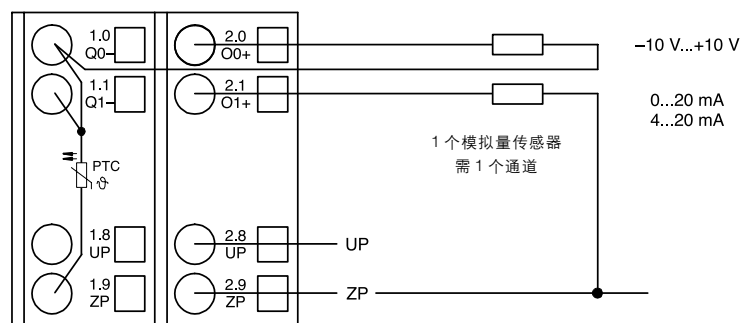 1.0
Q0–
2.0
O0+
–10 V...+10 V
1.1
Q1–
2.1
O1+
0...20 mA
4...20 mA
1 个模拟量传感器
需 1 个通道
PTC
ϑ
1.8
UP
2.8
UP
UP
1.9
ZP
2.9
ZP
ZP